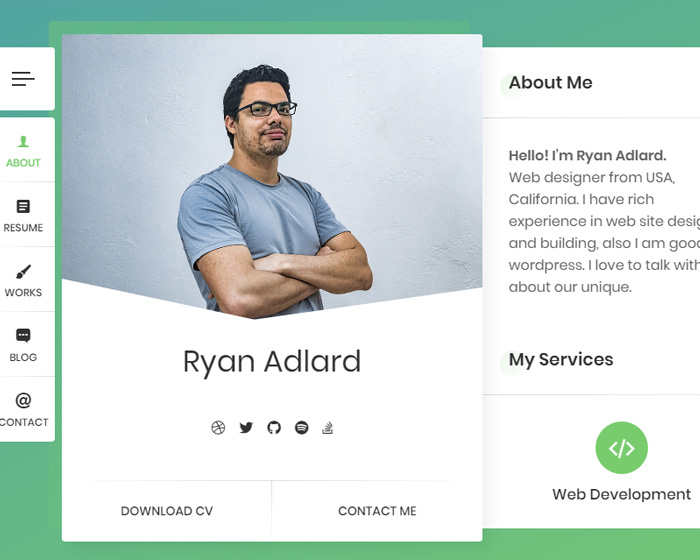 ABOUT
RESUME
WORKS
BLOG
CONTACT
Ryan Adlard
DOWNLOAD CV
CONTACT ME
About Me
Hello! I'm Ryan Adlard.
Web designer from USA,
California. I have rich
experience in web site
and building, also I am
wordpress. I love to talk with
about our unique.
My Services
Web Development